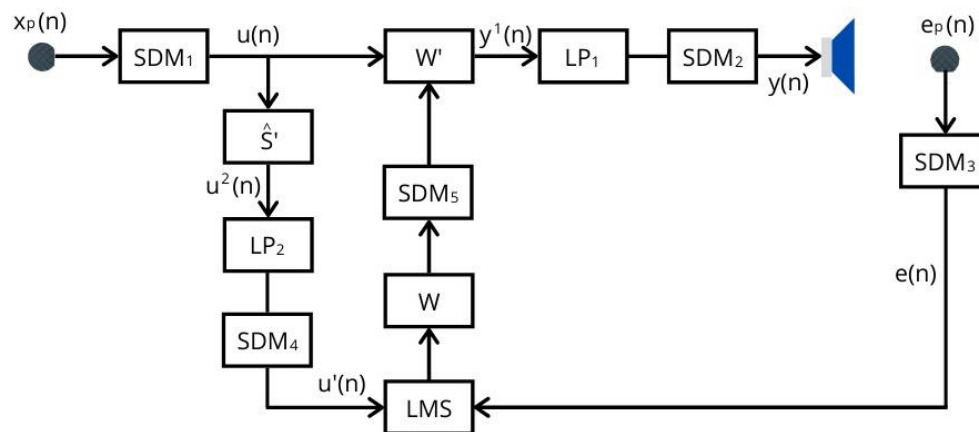 xₚ(n)
SDM₁
u(n)
W'
y¹(n)
LP₁
SDM₂
y(n)
eₚ(n)
SDM₃
Ŝ'
u²(n)
LP₂
SDM₅
e(n)
W
SDM₄
u'(n)
LMS